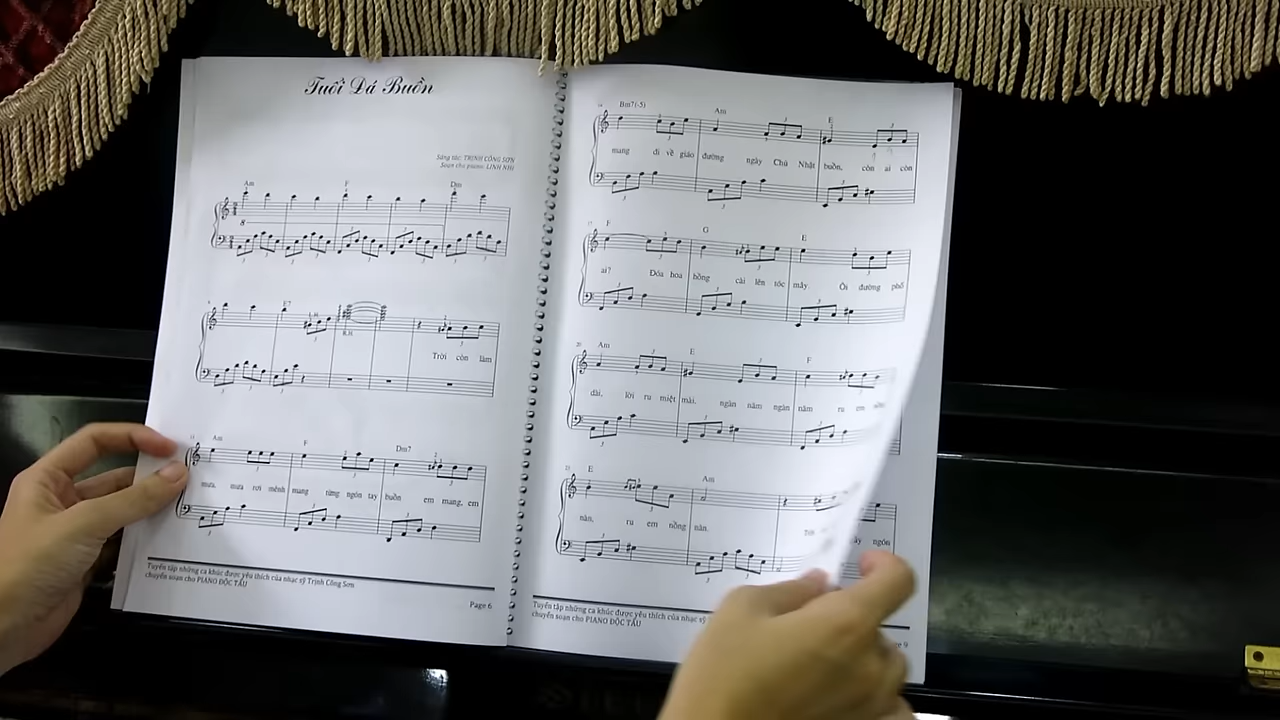 Tuổi Đá Buồn
Sáng tác: TRỊNH CÔNG SƠN
Soạn cho piano: LINH NHI
Am F Dm
E7
L.H
R.H
Trời còn làm
Am F Dm7
mưa, mưa rơi mênh mang từng ngón tay buồn em mang, em
Tuyển tập những ca khúc được yêu thích của nhạc sỹ Trịnh Công Sơn
chuyển soạn cho PIANO ĐỘC TẤU
Page 6
Bm7(-5) Am E
mang đi về giáo đường ngày Chủ Nhật buồn, còn ai còn
17
F G E
ai? Đóa hoa hồng cài lên tóc mây. Ôi đường phố
20
Am E F
dài, lời ru miệt mài, ngàn năm ngàn năm ru em
23
E Am
nàn, ru em nồng nàn.
ngón
Tuyển tập những ca khúc được yêu thích của nhạc sỹ
chuyển soạn cho PIANO ĐỘC TẤU
9